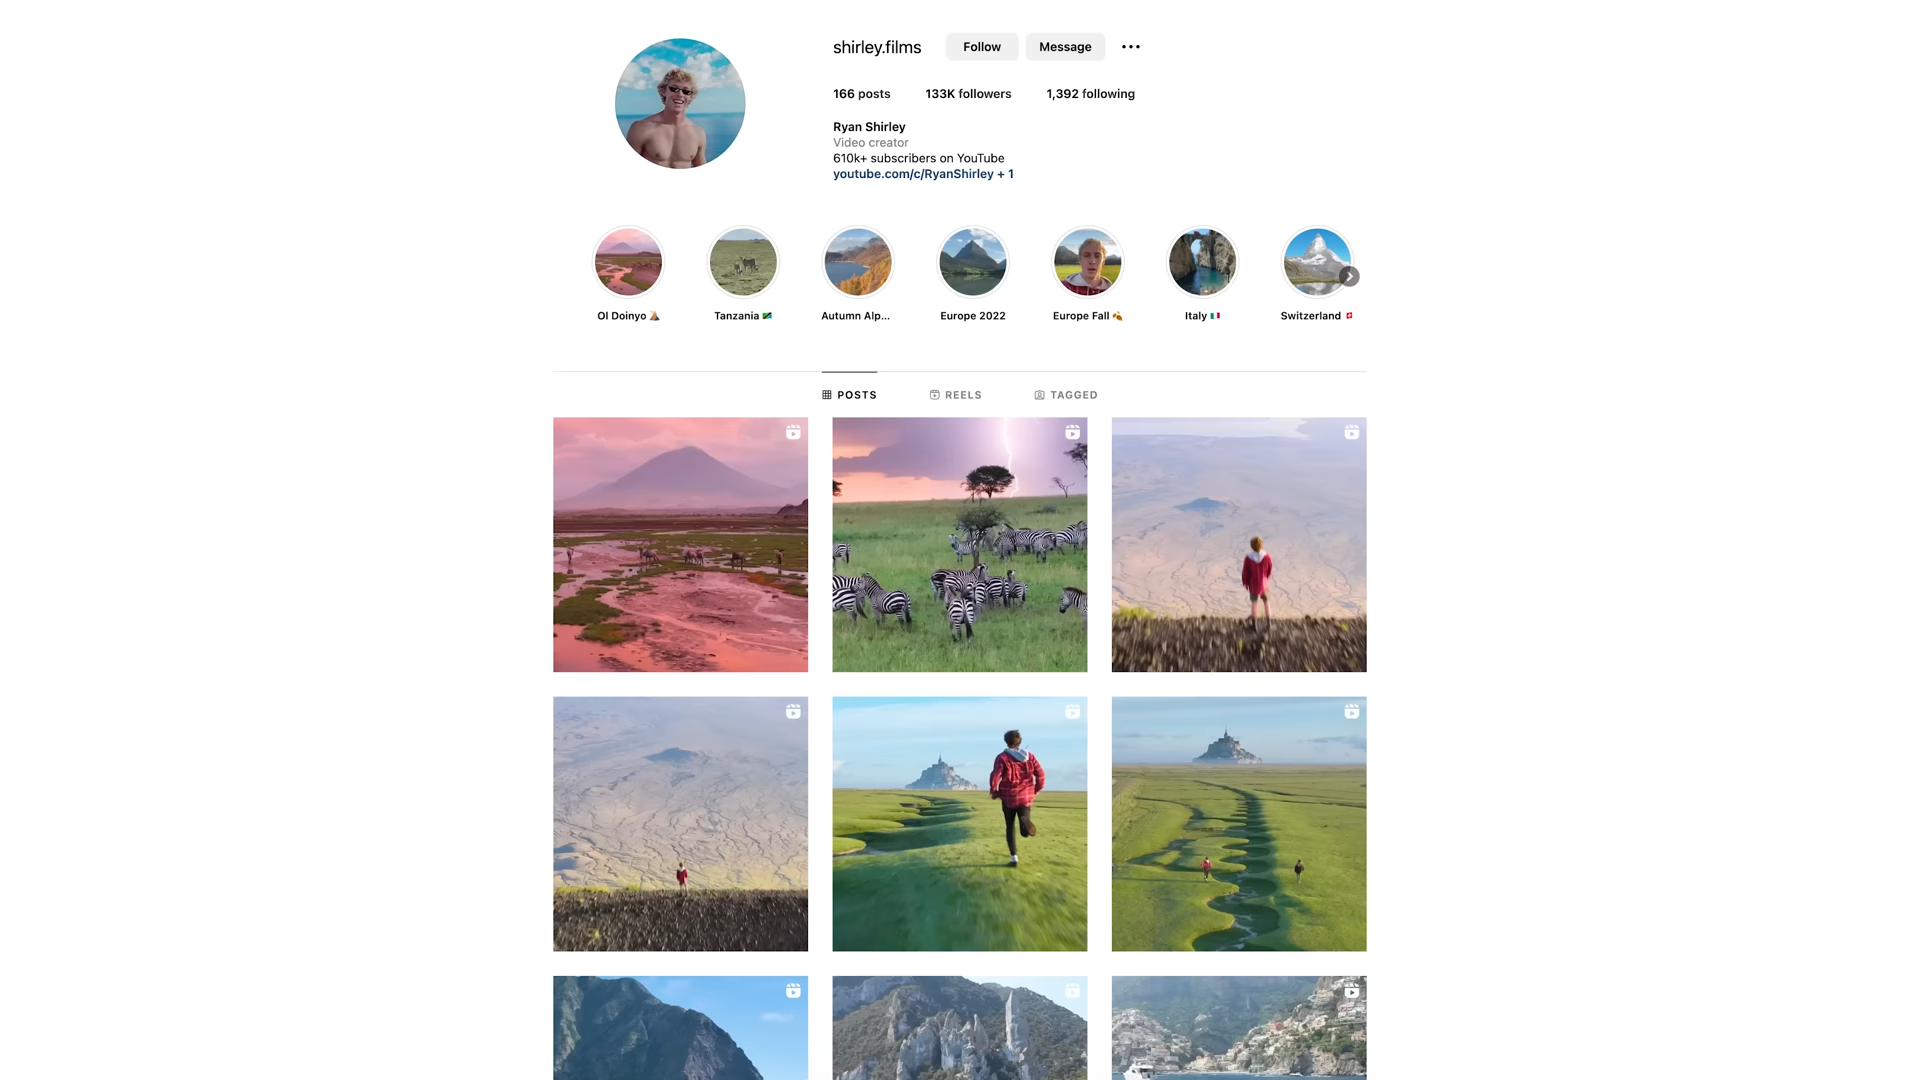 shirley.films Follow Message
166 posts 133K followers 1,392 following
Ryan Shirley
Video creator
610k+ subscribers on YouTube
youtube.com/c/RyanShirley + 1
Ol Doinyo Tanzania Autumn Alp... Europe 2022 Europe Fall Italy Switzerland
POSTS REELS TAGGED